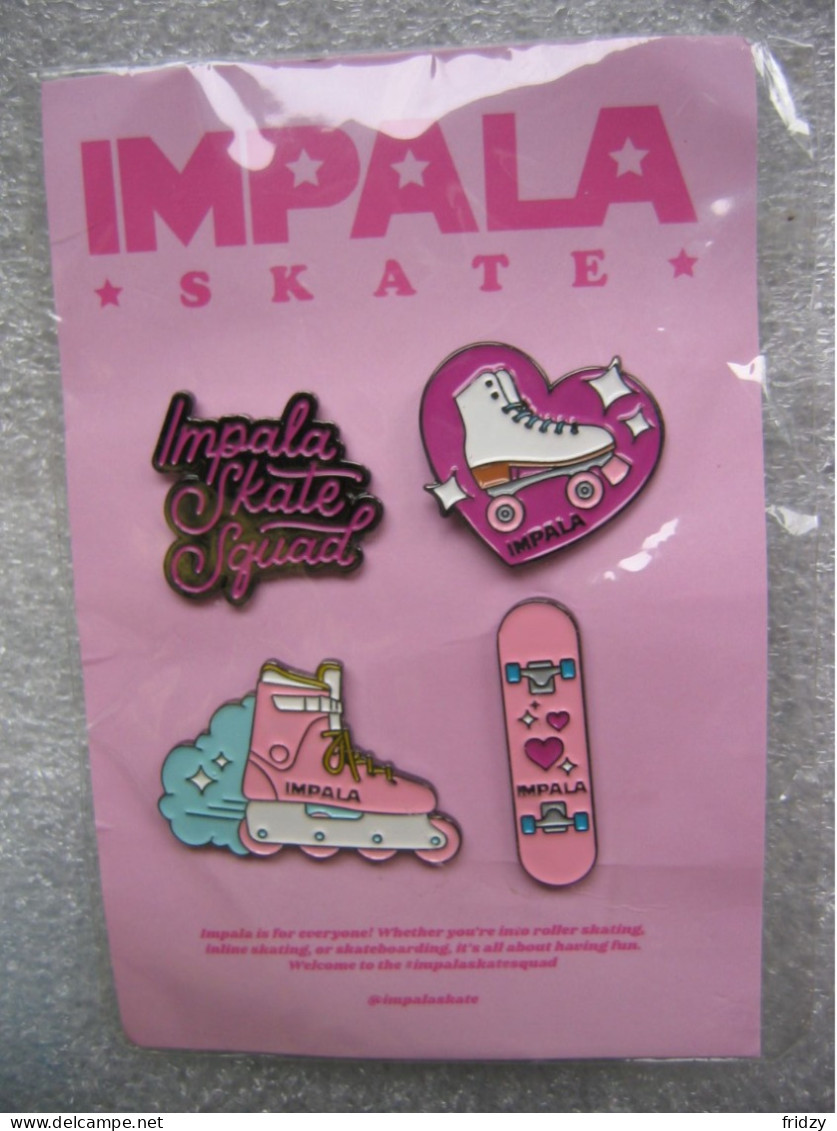 IMPALA
SKATE
Impala
Skate
Squad
IMPALA
IMPALA
IMPALA
Impala is for everyone! Whether you're into roller skating,
inline skating, or skateboarding, it's all about having fun.
Welcome to the #impalaskatesquad
@impalaskate
www.delcampe.net
fridzy